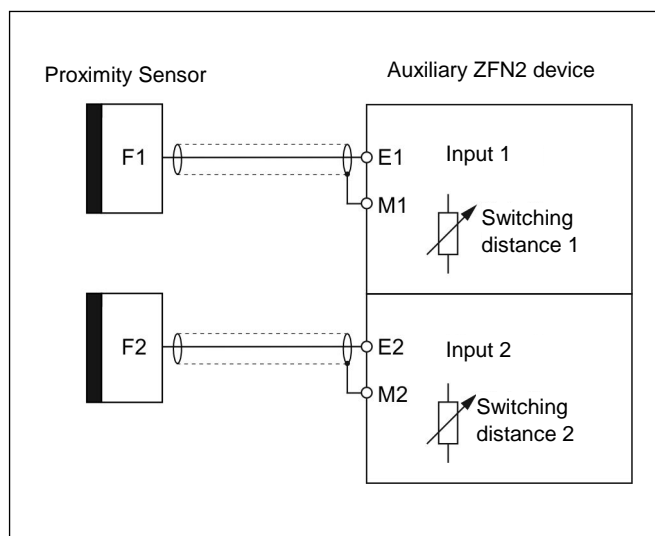 Proximity Sensor
Auxiliary ZFN2 device
F1
E1
Input 1
M1
Switching
distance 1
F2
E2
Input 2
M2
Switching
distance 2